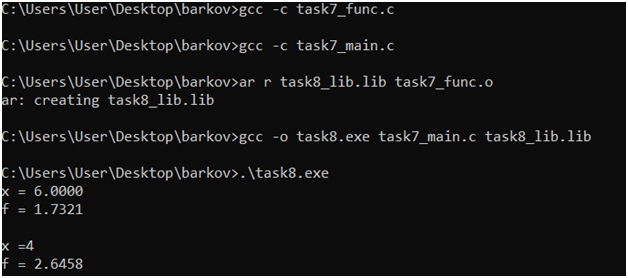 C:\Users\User\Desktop\barkov>gcc -c task7_func.c
C:\Users\User\Desktop\barkov>gcc -c task7_main.c
C:\Users\User\Desktop\barkov>ar r task8_lib.lib task7_func.o
ar: creating task8_lib.lib
C:\Users\User\Desktop\barkov>gcc -o task8.exe task7_main.c task8_lib.lib
C:\Users\User\Desktop\barkov>.\task8.exe
x = 6.0000
f = 1.7321
x =4
f = 2.6458